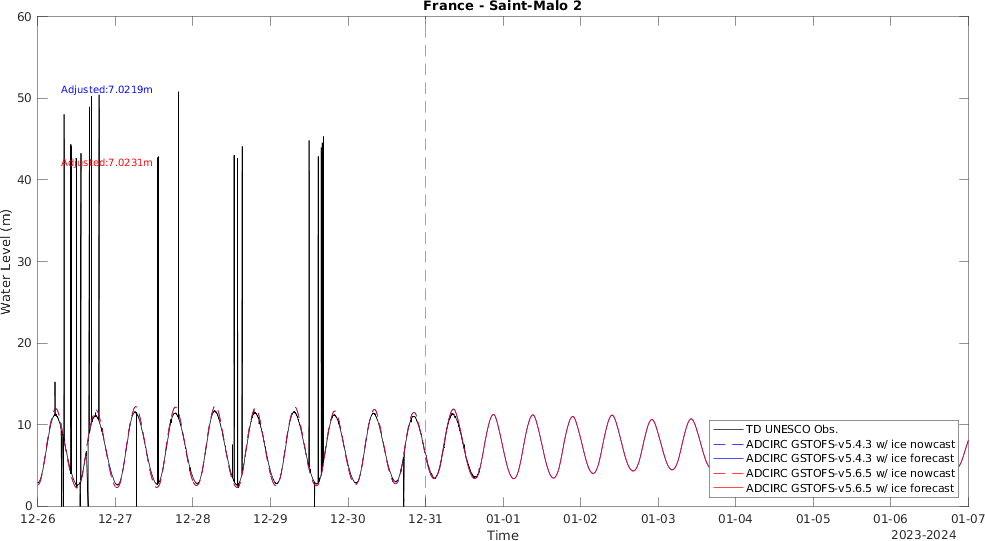 France - Saint-Malo 2
60
50
40
30
20
10
0
Water Level (m)
Adjusted:7.0219m
Adjusted:7.0231m
TD UNESCO Obs.
ADCIRC GSTOFS-v5.4.3 w/ ice nowcast
ADCIRC GSTOFS-v5.4.3 w/ ice forecast
ADCIRC GSTOFS-v5.6.5 w/ ice nowcast
ADCIRC GSTOFS-v5.6.5 w/ ice forecast
12-26 12-27 12-28 12-29 12-30 12-31 01-01 01-02 01-03 01-04 01-05 01-06 01-07
Time
2023-2024